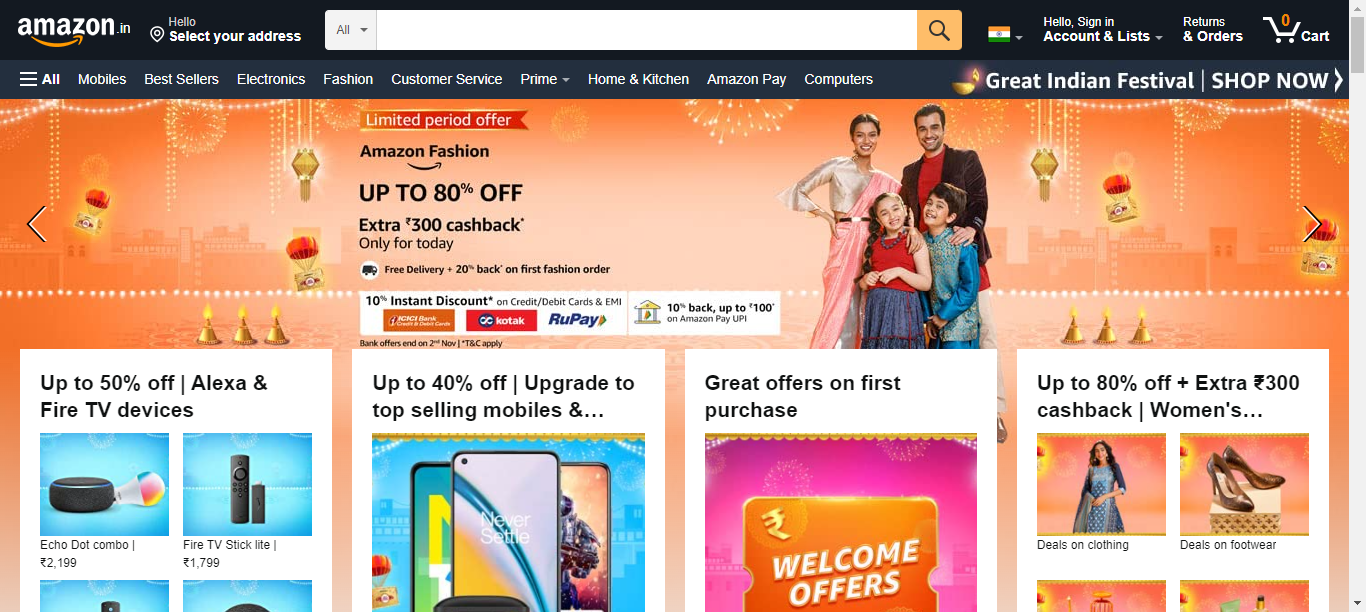 amazon.in
Hello
Select your address
All
Hello, Sign in
Account & Lists
Returns
& Orders
0
Cart
All
Mobiles
Best Sellers
Electronics
Fashion
Customer Service
Prime
Home & Kitchen
Amazon Pay
Computers
Great Indian Festival | SHOP NOW
Limited period offer
Amazon Fashion
UP TO 80% OFF
Extra ₹300 cashback*
Only for today
Free Delivery + 20% back* on first fashion order
10% Instant Discount* on Credit/Debit Cards & EMI
ICICI Bank
Credit & Debit Cards
kotak
RuPay
10% back, up to ₹100*
on Amazon Pay UPI
Bank offers end on 2nd Nov | *T&C apply
Up to 50% off | Alexa &
Fire TV devices
Echo Dot combo |
₹2,199
Fire TV Stick lite |
₹1,799
Up to 40% off | Upgrade to
top selling mobiles &...
Never
Settle
Great offers on first
purchase
WELCOME
OFFERS
Up to 80% off + Extra ₹300
cashback | Women's...
Deals on clothing
Deals on footwear